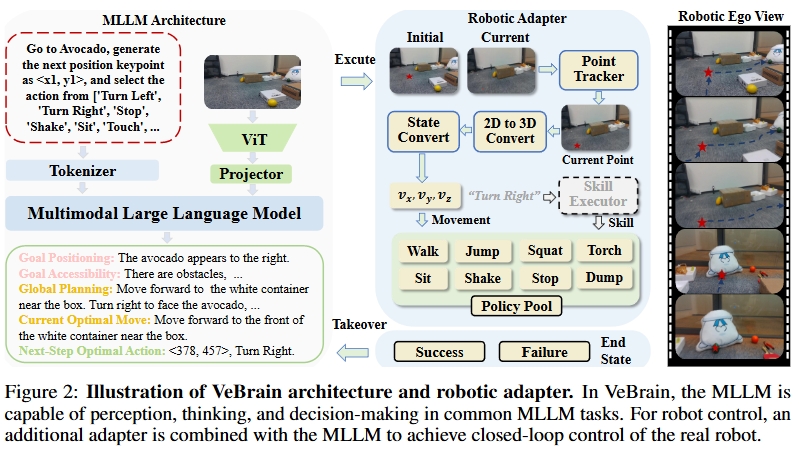 MLLM Architecture
Go to Avocado, generate
the next position keypoint
as <x1, y1>, and select the
action from ['Turn Left',
'Turn Right', 'Stop',
'Shake', 'Sit', 'Touch', ...
ViT
Tokenizer
Projector
Multimodal Large Language Model
Goal Positioning: The avocado appears to the right.
Goal Accessibility: There are obstacles, ...
Global Planning: Move forward to the white container
near the box. Turn right to face the avocado, ...
Current Optimal Move: Move forward to the front of
the white container near the box.
Next-Step Optimal Action: <378, 457>, Turn Right.
Excute
Takeover
Robotic Adapter
Initial
Current
Point
Tracker
State
Convert
2D to 3D
Convert
Current Point
vx, vy, vz
"Turn Right"
Skill
Executor
Movement
Skill
Walk
Jump
Squat
Torch
Sit
Shake
Stop
Dump
Policy Pool
Success
Failure
End
State
Robotic Ego View
Figure 2: Illustration of VeBrain architecture and robotic adapter. In VeBrain, the MLLM is
capable of perception, thinking, and decision-making in common MLLM tasks. For robot control, an
additional adapter is combined with the MLLM to achieve closed-loop control of the real robot.